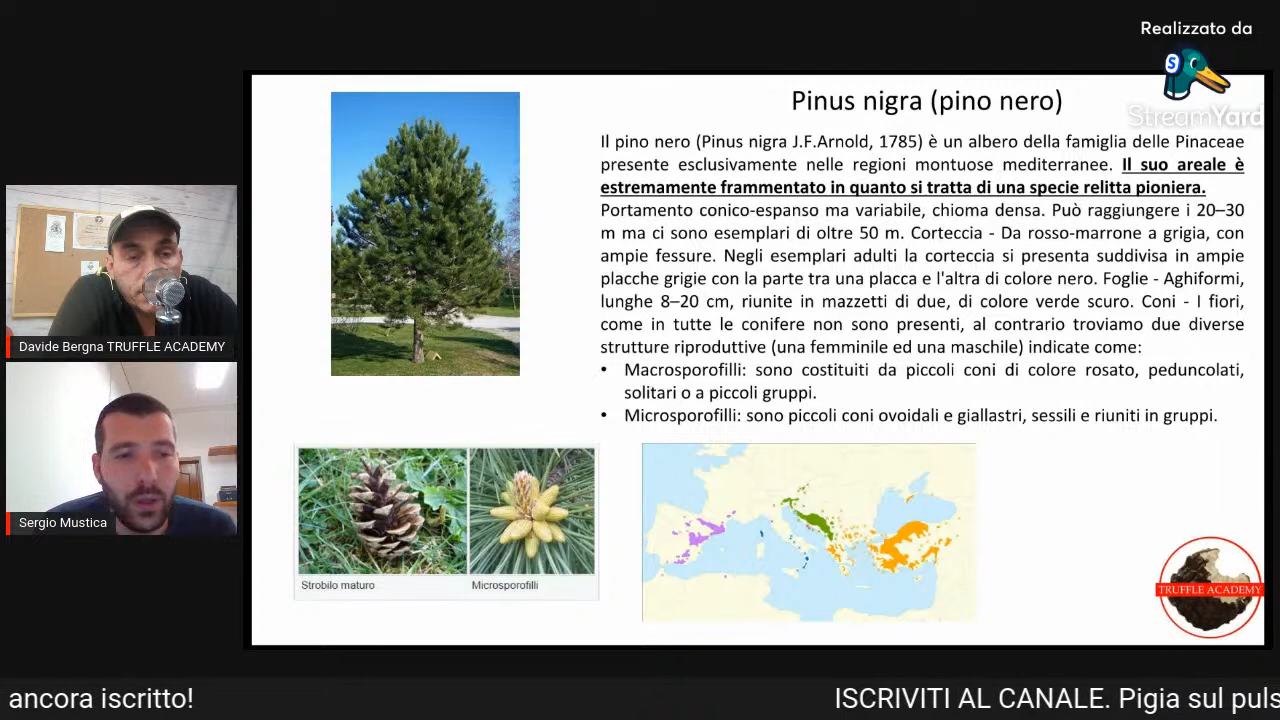 Realizzato da
StreamYard
Pinus nigra (pino nero)
Il pino nero (Pinus nigra J.F.Arnold, 1785) è un albero della famiglia delle Pinaceae
presente esclusivamente nelle regioni montuose mediterranee. Il suo areale è
estremamente frammentato in quanto si tratta di una specie relitta pioniera.
Portamento conico-espanso ma variabile, chioma densa. Può raggiungere i 20–30
m ma ci sono esemplari di oltre 50 m. Corteccia - Da rosso-marrone a grigia, con
ampie fessure. Negli esemplari adulti la corteccia si presenta suddivisa in ampie
placche grigie con la parte tra una placca e l'altra di colore nero. Foglie - Aghiformi,
lunghe 8–20 cm, riunite in mazzetti di due, di colore verde scuro. Coni - I fiori,
come in tutte le conifere non sono presenti, al contrario troviamo due diverse
strutture riproduttive (una femminile ed una maschile) indicate come:
• Macrosporofilli: sono costituiti da piccoli coni di colore rosato, peduncolati,
solitari o a piccoli gruppi.
• Microsporofilli: sono piccoli coni ovoidali e giallastri, sessili e riuniti in gruppi.
Davide Bergna TRUFFLE ACADEMY
Sergio Mustica
Strobilo maturo
Microsporofilli
TRUFFLE ACADEMY
ancora iscritto!
ISCRIVITI AL CANALE. Pigia sul puls